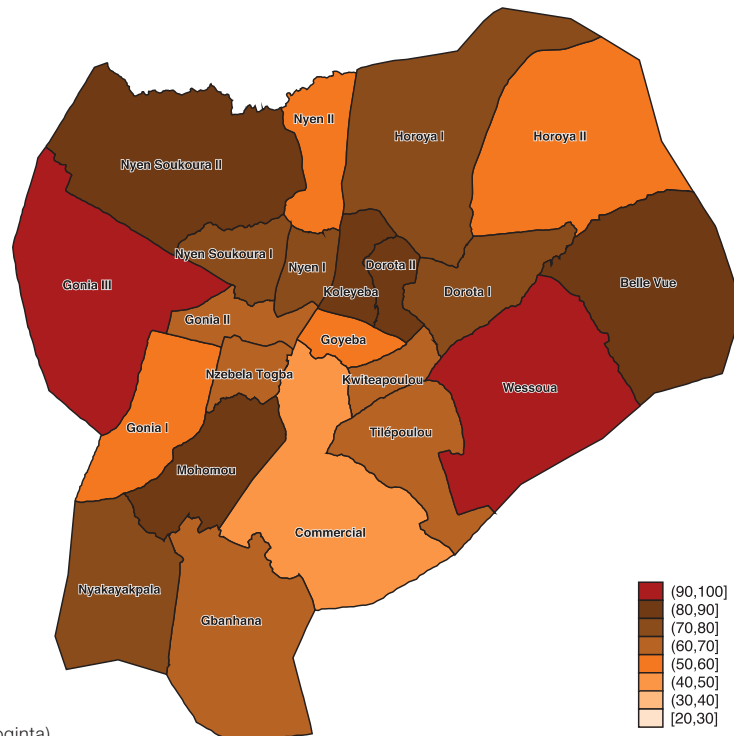 Nyen II
Horoya I
Horoya II
Nyen Soukoura II
Nyen Soukoura I
Nyen I
Dorota II
Gonia III
Koleyeba
Dorota I
Belle Vue
Gonia II
Goyeba
Nzebela Togba
Kwiteapoulou
Wessoua
Gonia I
Tilépoulou
Mohomou
Commercial
Nyakayakpala
Gbanhana
(90,100]
(80,90]
(70,80]
(60,70]
(50,60]
(40,50]
(30,40]
[20,30]